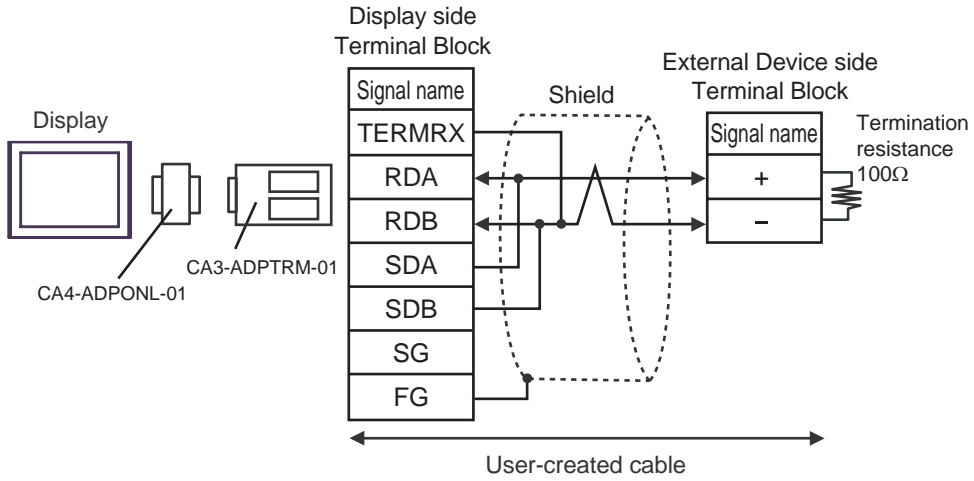 Display side
Terminal Block
External Device side
Terminal Block
Display
Signal name
Shield
Signal name
Termination
resistance
100Ω
TERMRX
RDA
+
RDB
−
SDA
CA3-ADPTRM-01
CA4-ADPONL-01
SDB
SG
FG
User-created cable